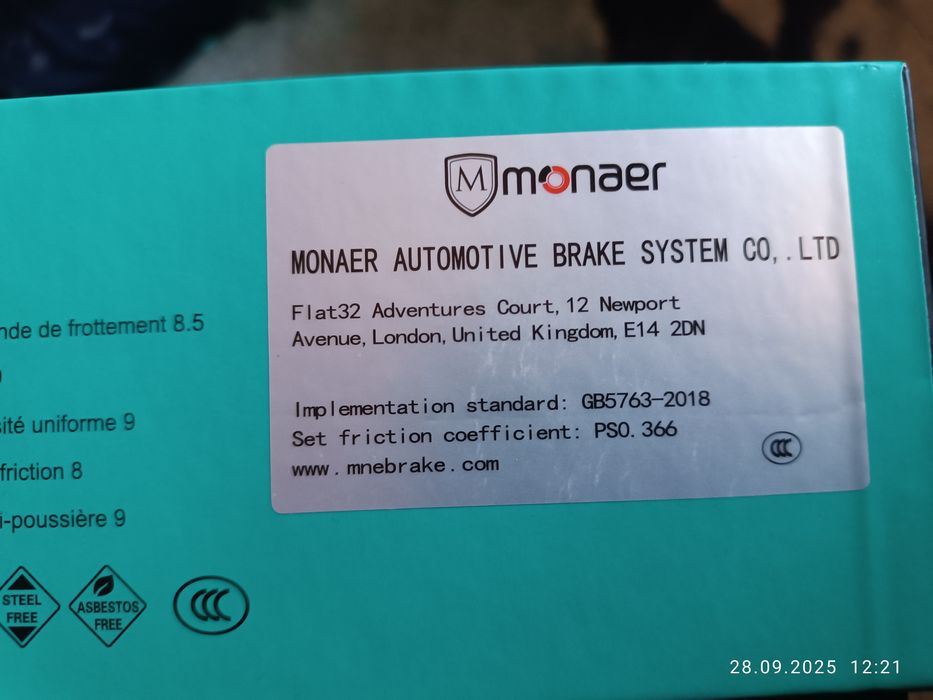 M monaer
MONAER AUTOMOTIVE BRAKE SYSTEM CO,.LTD
Flat32 Adventures Court, 12 Newport
Avenue, London, United Kingdom, E14 2DN
Implementation standard: GB5763-2018
Set friction coefficient: PS0.366
www.mnebrake.com
CCC
de frottement 8.5
uniforme 9
friction 8
i-poussière 9
STEEL
FREE
ASBESTOS
FREE
CCC
28.09.2025 12:21